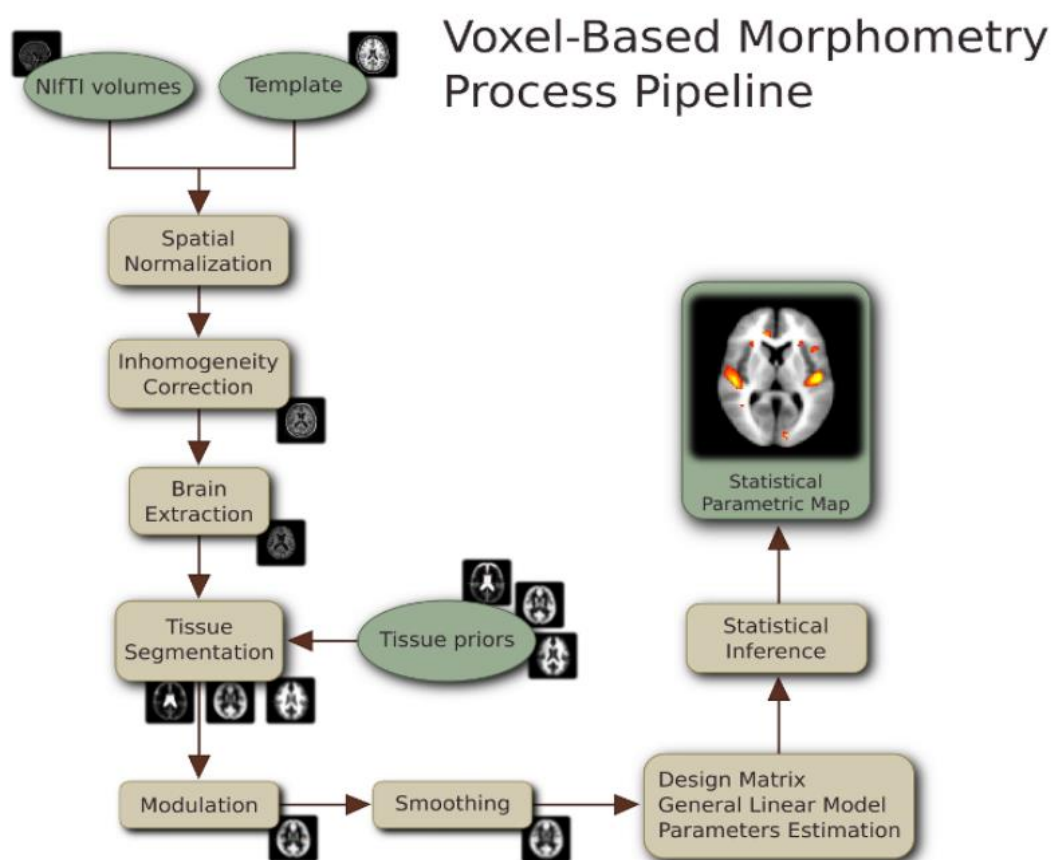 Voxel-Based Morphometry
Process Pipeline
NIfTI volumes
Template
Spatial
Normalization
Inhomogeneity
Correction
Brain
Extraction
Tissue
Segmentation
Tissue priors
Modulation
Smoothing
Design Matrix
General Linear Model
Parameters Estimation
Statistical
Inference
Statistical
Parametric Map